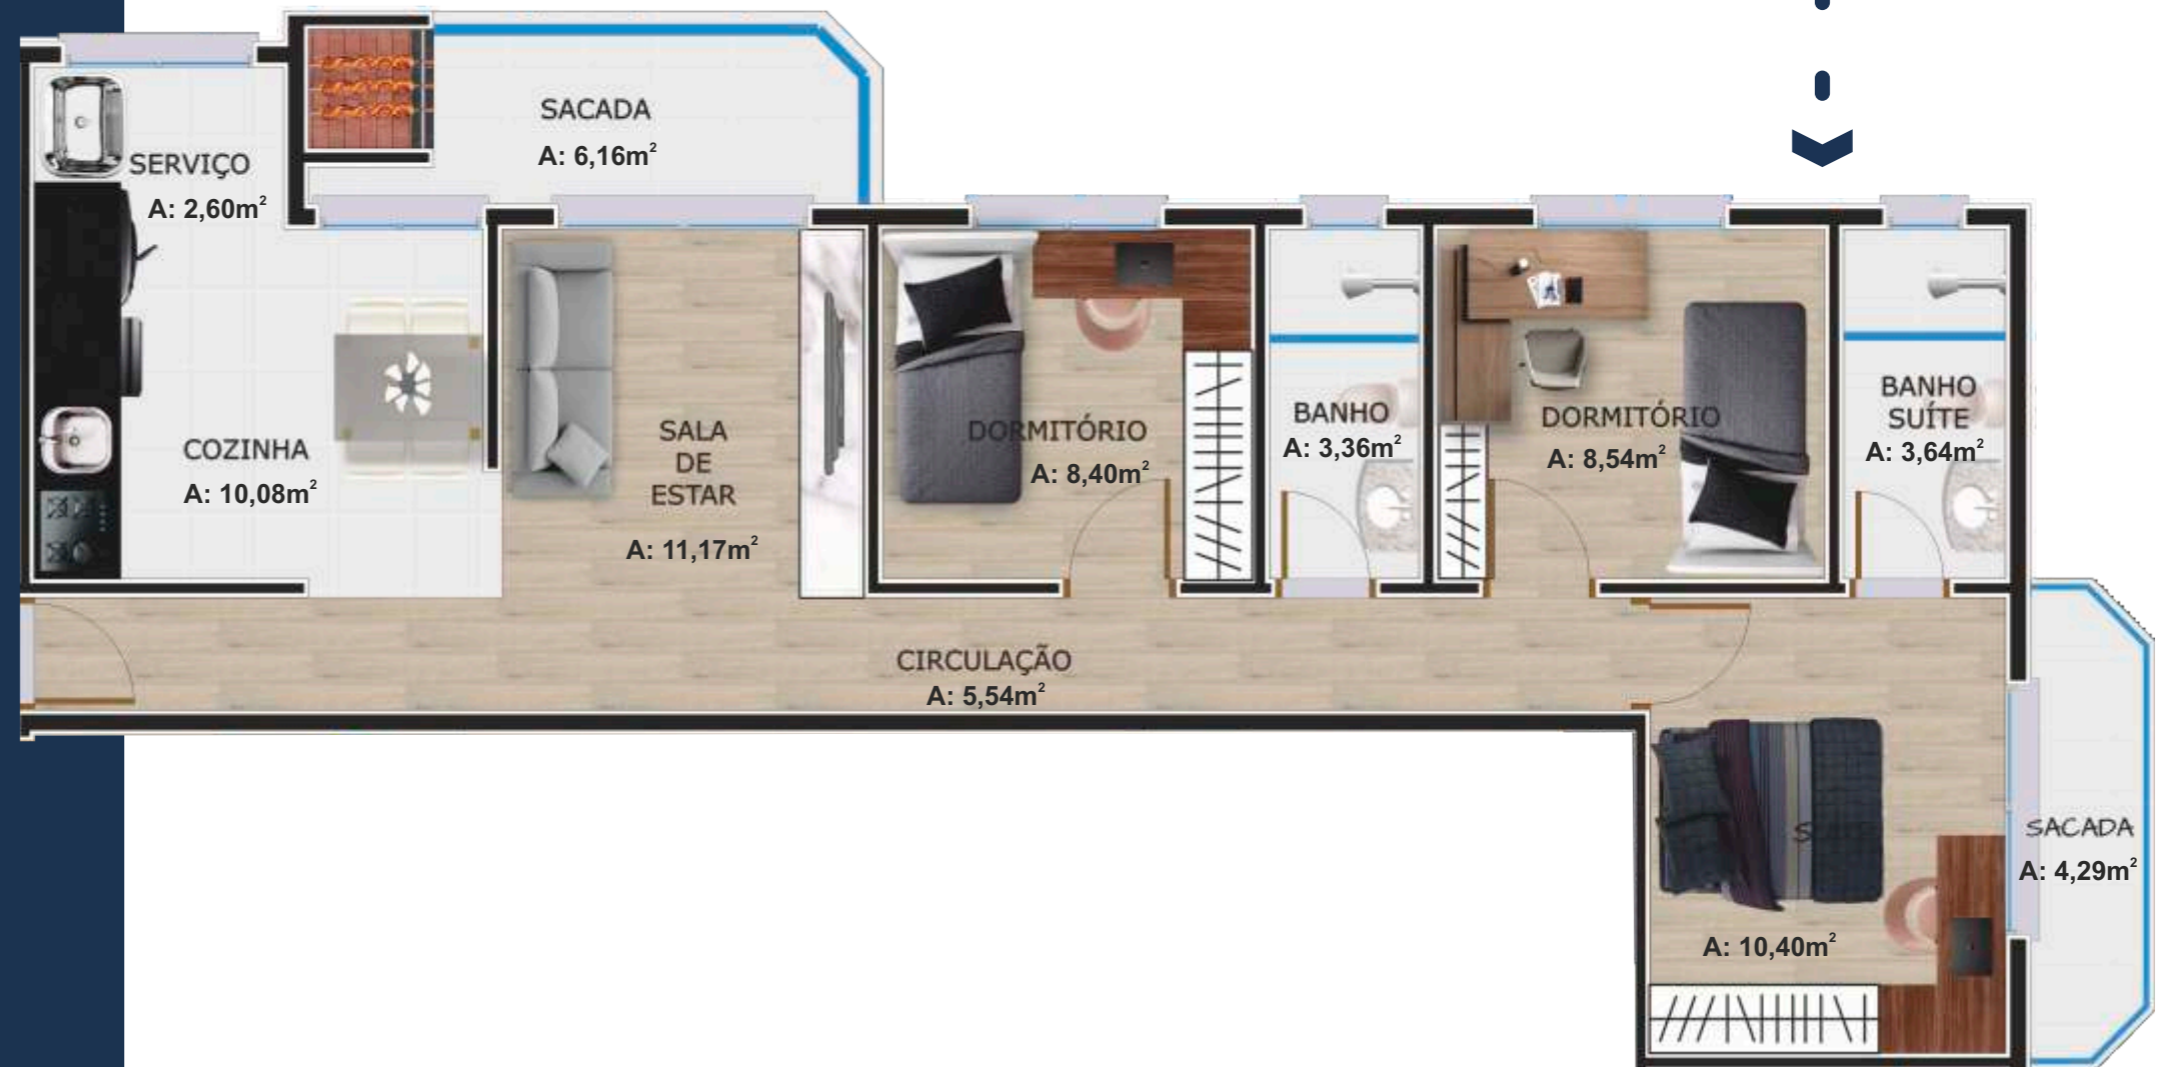 SACADA
A: 6,16m²
SERVIÇO
A: 2,60m²
COZINHA
A: 10,08m²
SALA
DE
ESTAR
A: 11,17m²
DORMITÓRIO
A: 8,40m²
BANHO
A: 3,36m²
DORMITÓRIO
A: 8,54m²
BANHO
SUÍTE
A: 3,64m²
CIRCULAÇÃO
A: 5,54m²
SACADA
A: 4,29m²
A: 10,40m²